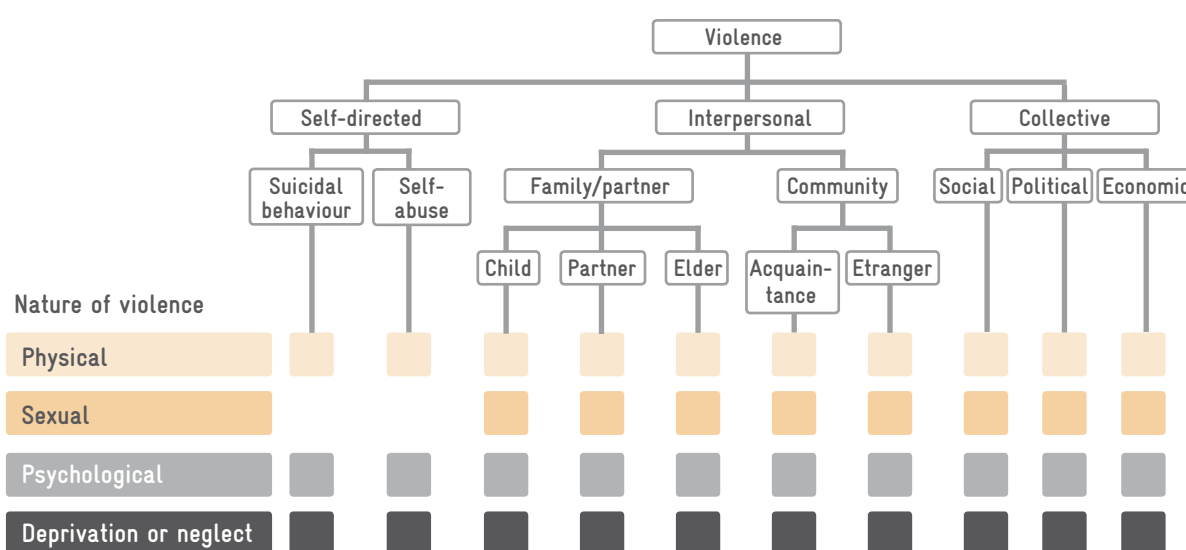 Violence
Self-directed
Interpersonal
Collective
Suicidal
behaviour
Self-
abuse
Family/partner
Community
Social
Political
Economic
Child
Partner
Elder
Acquain-
tance
Etranger
Nature of violence
Physical
Sexual
Psychological
Deprivation or neglect